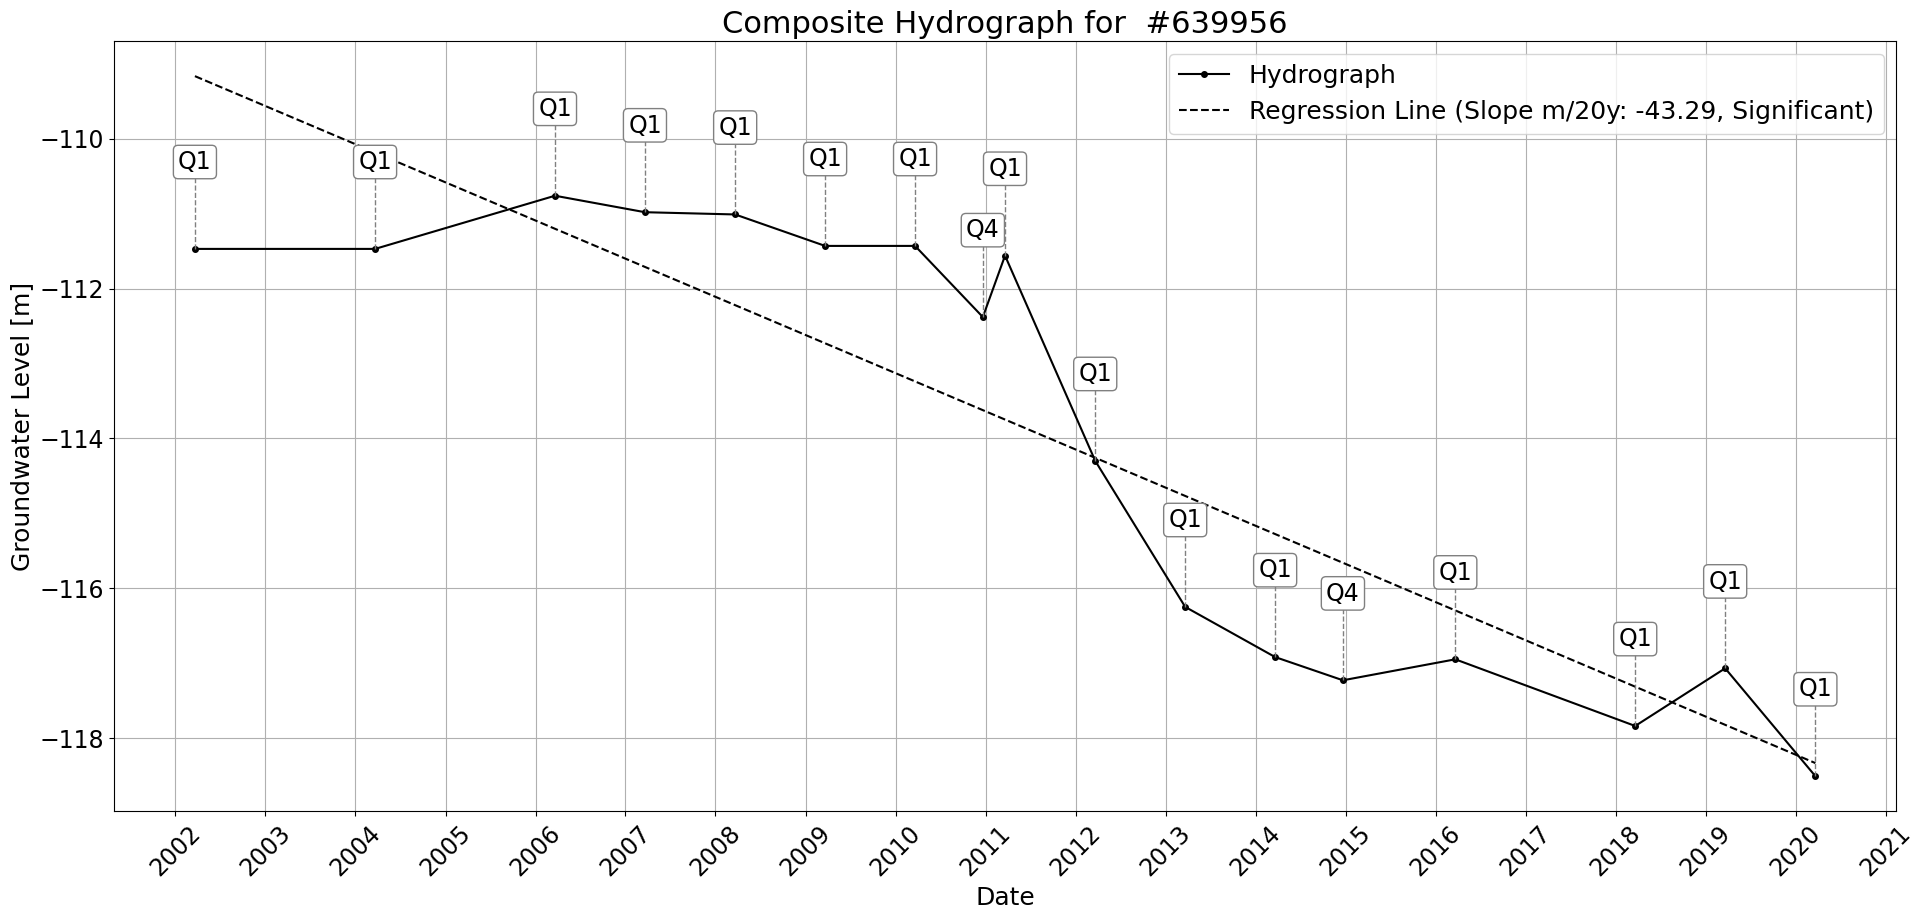 Composite Hydrograph for  #639956
Hydrograph
Regression Line (Slope m/20y: -43.29, Significant)
Groundwater Level [m]
−110
−112
−114
−116
−118
Q1
Q1
Q1
Q1
Q1
Q1
Q1
Q4
Q1
Q1
Q1
Q1
Q4
Q1
Q1
Q1
Q1
2002
2003
2004
2005
2006
2007
2008
2009
2010
2011
2012
2013
2014
2015
2016
2017
2018
2019
2020
2021
Date